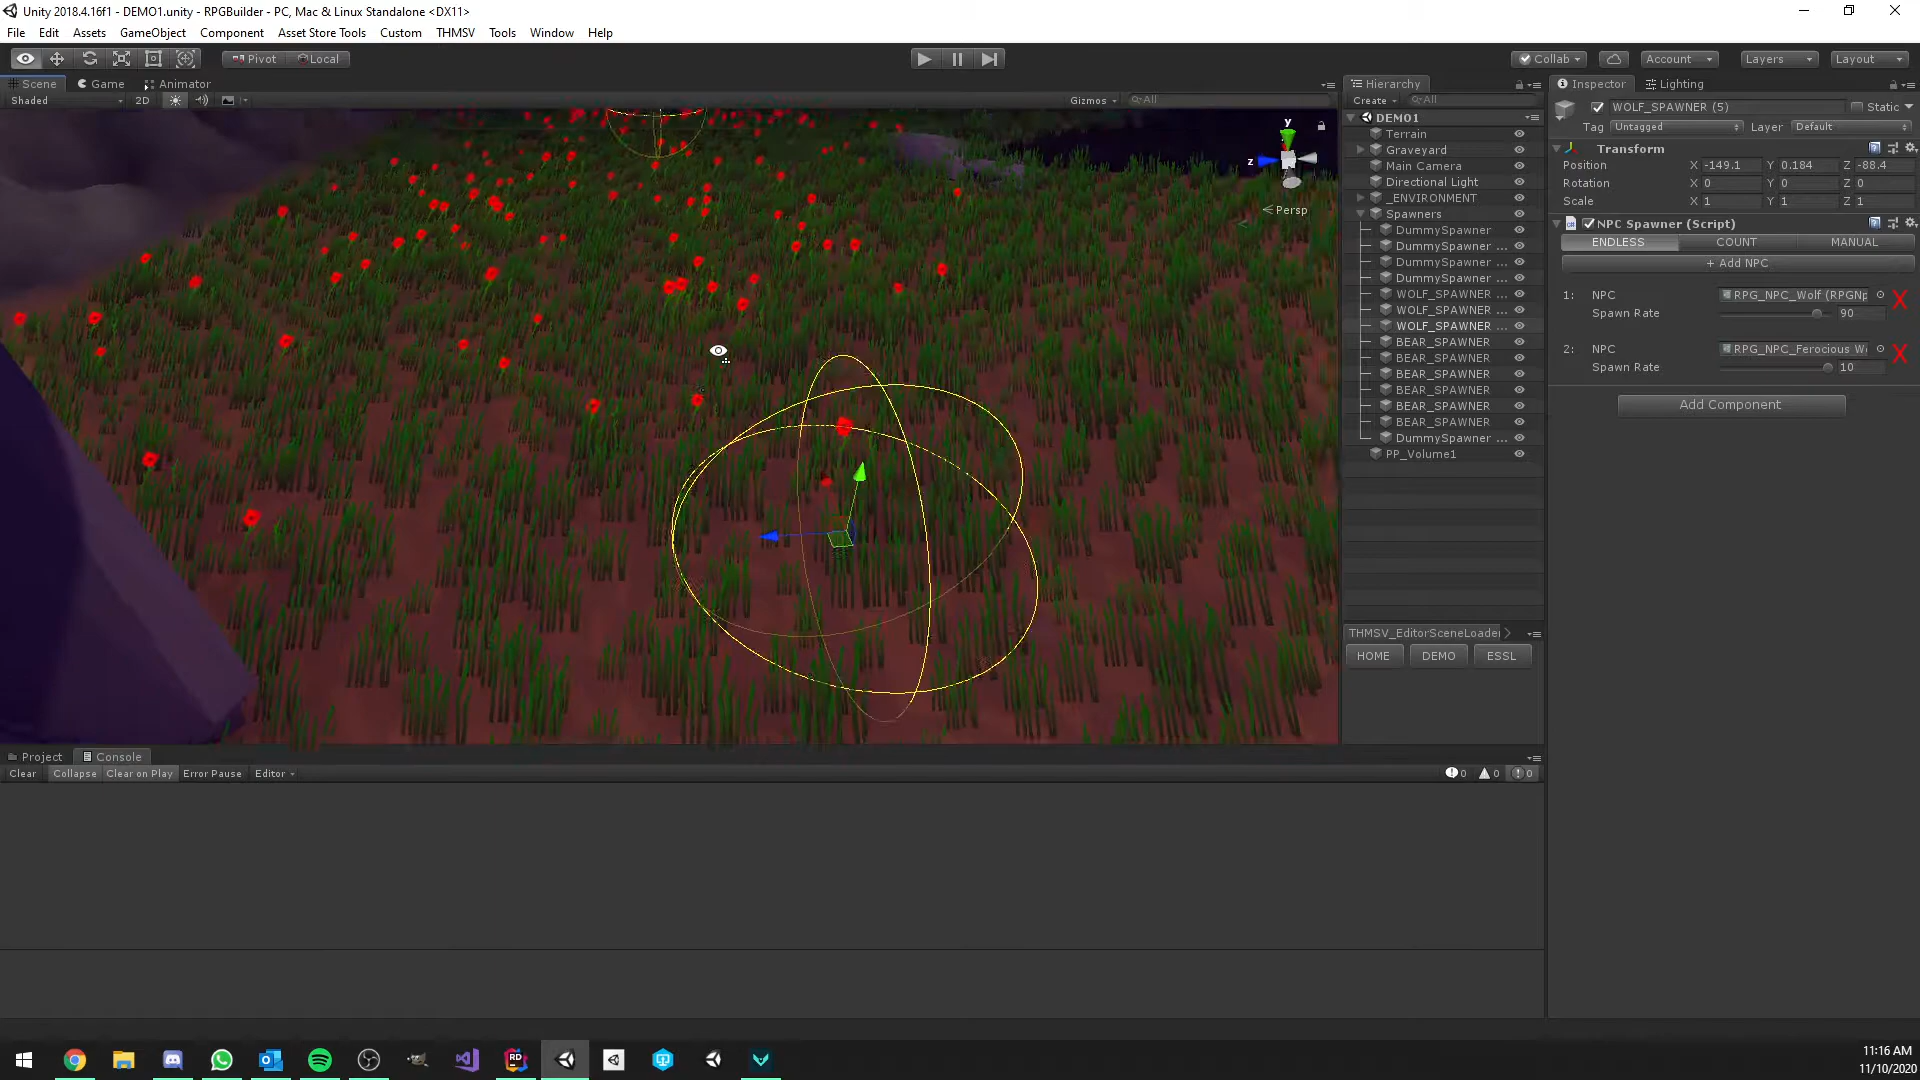 Unity 2018.4.16f1 - DEMO1.unity - RPGBuilder - PC, Mac & Linux Standalone <DX11>
File Edit Assets GameObject Component Asset Store Tools Custom THMSV Tools Window Help
Pivot Local Collab Account Layers Layout
Scene Game Animator
Shaded 2D Gizmos All
y
z
Persp
Hierarchy
Create All
DEMO1
Terrain
Graveyard
Main Camera
Directional Light
_ENVIRONMENT
Spawners
DummySpawner
DummySpawner ...
DummySpawner ...
DummySpawner ...
WOLF_SPAWNER ...
WOLF_SPAWNER ...
WOLF_SPAWNER ...
BEAR_SPAWNER
BEAR_SPAWNER
BEAR_SPAWNER
BEAR_SPAWNER
BEAR_SPAWNER
BEAR_SPAWNER
DummySpawner ...
PP_Volume1
THMSV_EditorSceneLoader
HOME DEMO ESSL
Inspector Lighting
WOLF_SPAWNER (5) Static
Tag Untagged Layer Default
Transform
Position X -149.1 Y 0.184 Z -88.4
Rotation X 0 Y 0 Z 0
Scale X 1 Y 1 Z 1
NPC Spawner (Script)
ENDLESS COUNT MANUAL
+ Add NPC
1: NPC RPG_NPC_Wolf (RPGNp
Spawn Rate 90
2: NPC RPG_NPC_Ferocious W
Spawn Rate 10
Add Component
Project Console
Clear Collapse Clear on Play Error Pause Editor 0 0 0
RD
11:16 AM
11/10/2020